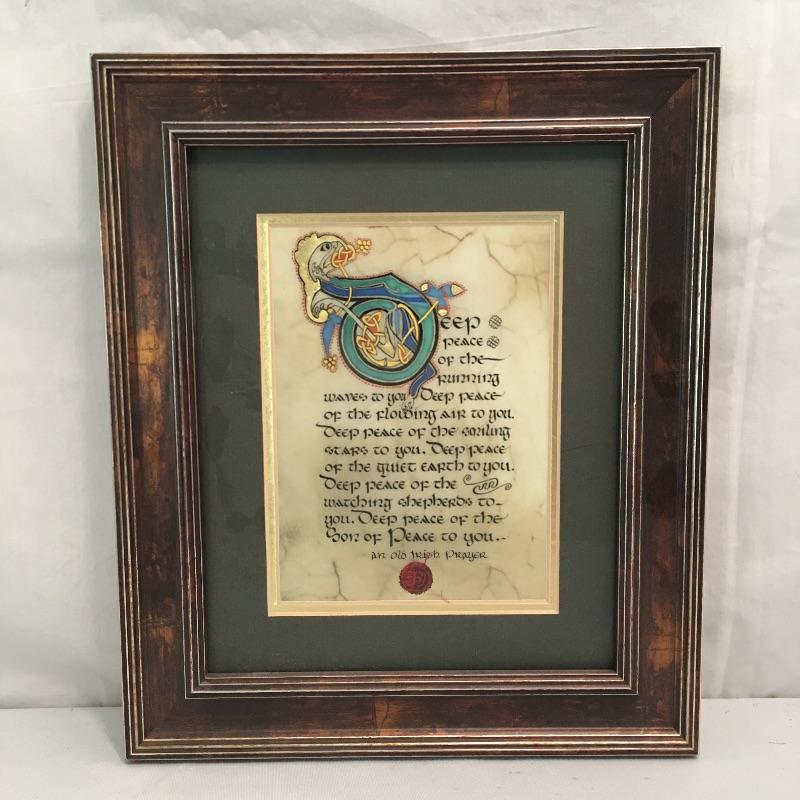 Deep
peace
of the
running
waves to you. Deep peace
of the flowing air to you.
Deep peace of the smiling
stars to you. Deep peace
of the quiet earth to you.
Deep peace of the
watching shepherds to
you. Deep peace of the
Son of Peace to you.
an old Irish Prayer